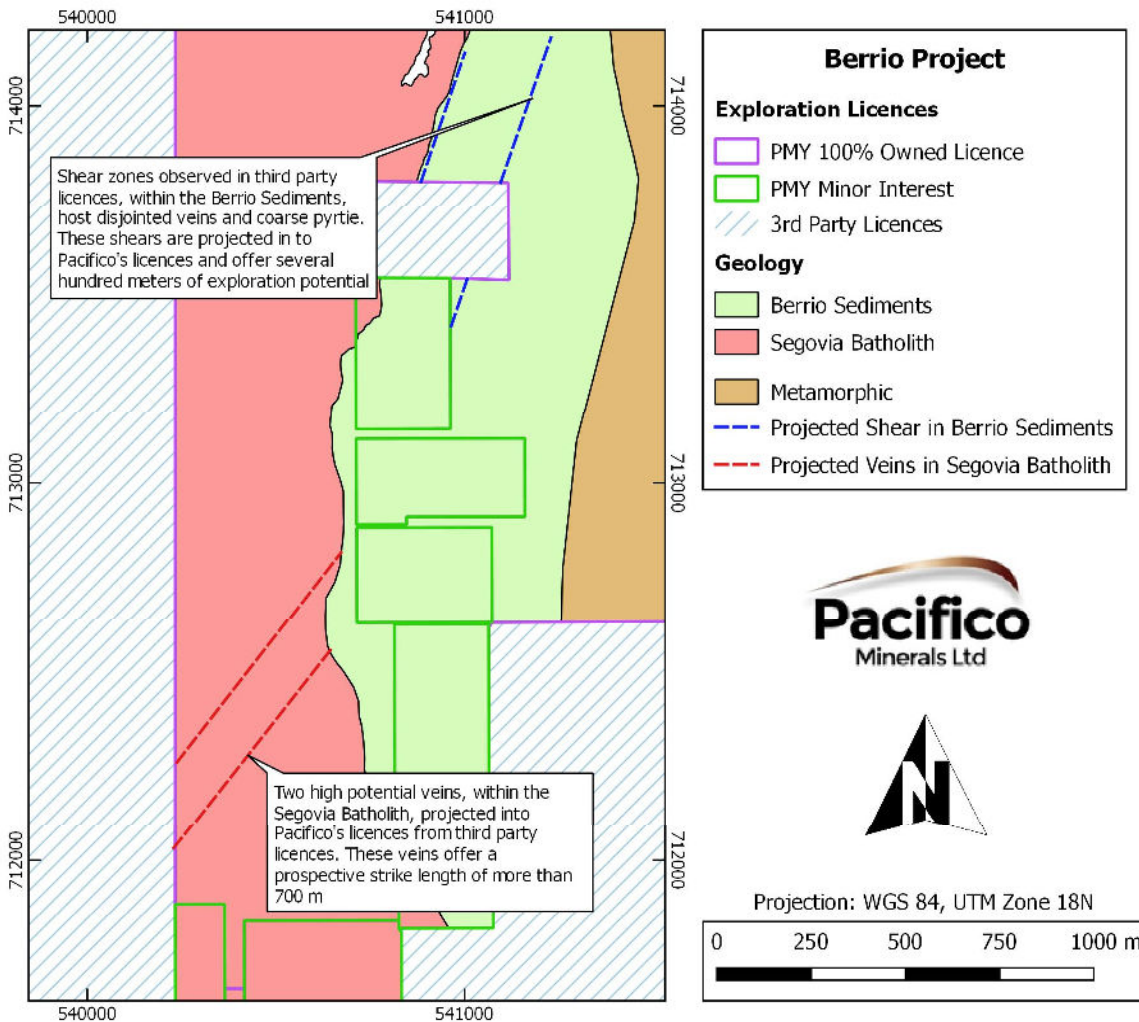 540000
541000
714000
714000
713000
713000
712000
712000
540000
541000
Shear zones observed in third party
licences, within the Berrio Sediments,
host disjointed veins and coarse pyrtie.
These shears are projected in to
Pacifico's licences and offer several
hundred meters of exploration potential
Two high potential veins, within the
Segovia Batholith, projected into
Pacifico's licences from third party
licences. These veins offer a
prospective strike length of more than
700 m
Berrio Project
Exploration Licences
PMY 100% Owned Licence
PMY Minor Interest
3rd Party Licences
Geology
Berrio Sediments
Segovia Batholith
Metamorphic
Projected Shear in Berrio Sediments
Projected Veins in Segovia Batholith
Pacifico
Minerals Ltd
N
Projection: WGS 84, UTM Zone 18N
0 250 500 750 1000 m